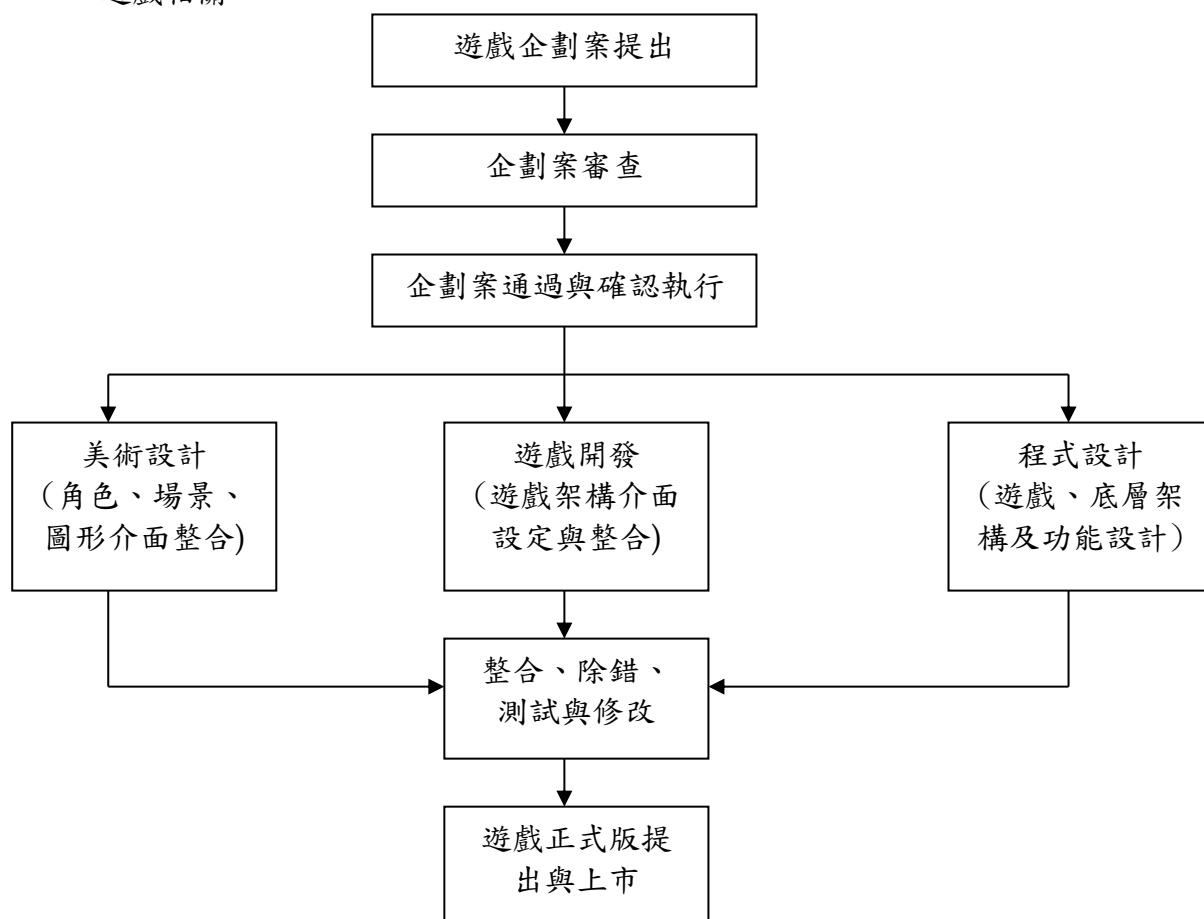 遊戲企劃案提出
企劃案審查
企劃案通過與確認執行
美術設計
（角色、場景、
圖形介面整合)
遊戲開發
（遊戲架構介面
設定與整合)
程式設計
（遊戲、底層架
構及功能設計）
整合、除錯、
測試與修改
遊戲正式版提
出與上市